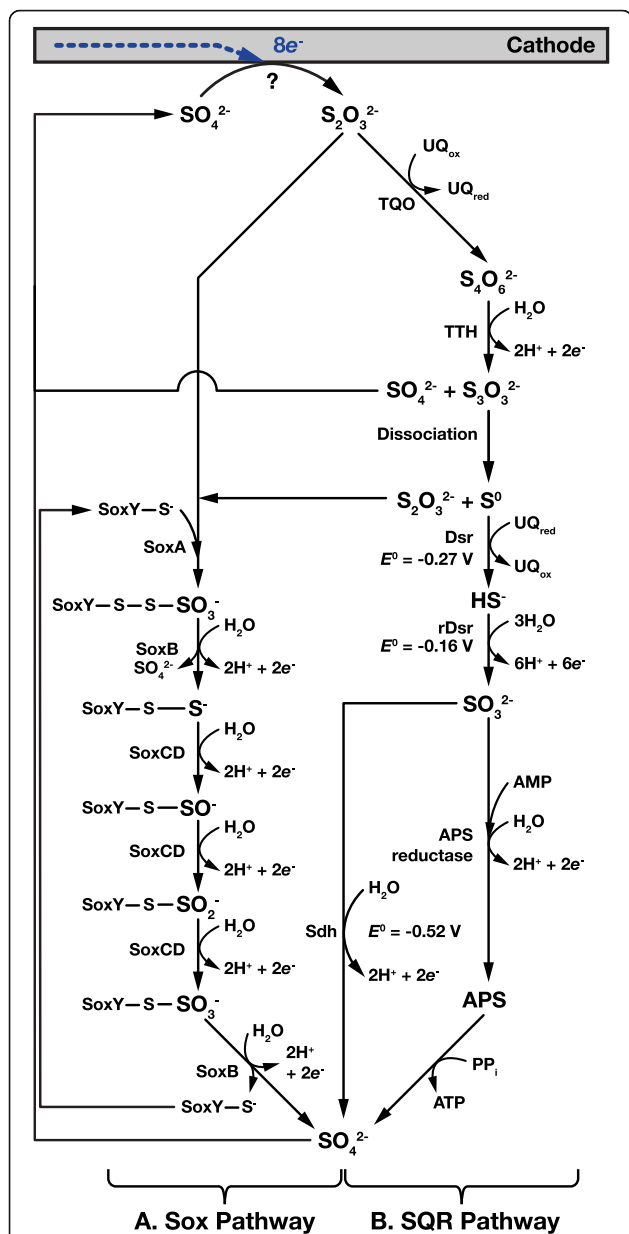 8e⁻ Cathode
?
SO₄²⁻ S₂O₃²⁻
UQox
UQred
TQO
S₄O₆²⁻
H₂O
TTH
2H⁺ + 2e⁻
SO₄²⁻ + S₃O₃²⁻
Dissociation
S₂O₃²⁻ + S⁰
SoxY–S⁻
UQred
Dsr
SoxA
E⁰ = -0.27 V
UQox
HS⁻
SoxY–S–S–SO₃⁻
3H₂O
rDsr
H₂O
E⁰ = -0.16 V
SoxB
SO₄²⁻
2H⁺ + 2e⁻
6H⁺ + 6e⁻
SoxY–S–S⁻
SO₃²⁻
H₂O
SoxCD
2H⁺ + 2e⁻
AMP
SoxY–S–SO⁻
H₂O
H₂O
APS
reductase
SoxCD
2H⁺ + 2e⁻
2H⁺ + 2e⁻
H₂O
SoxY–S–SO₂⁻
H₂O
Sdh
E⁰ = -0.52 V
SoxCD
2H⁺ + 2e⁻
2H⁺ + 2e⁻
SoxY–S–SO₃⁻
APS
H₂O
2H⁺
+ 2e⁻
PPi
SoxB
ATP
SoxY–S⁻
SO₄²⁻
A. Sox Pathway B. SQR Pathway